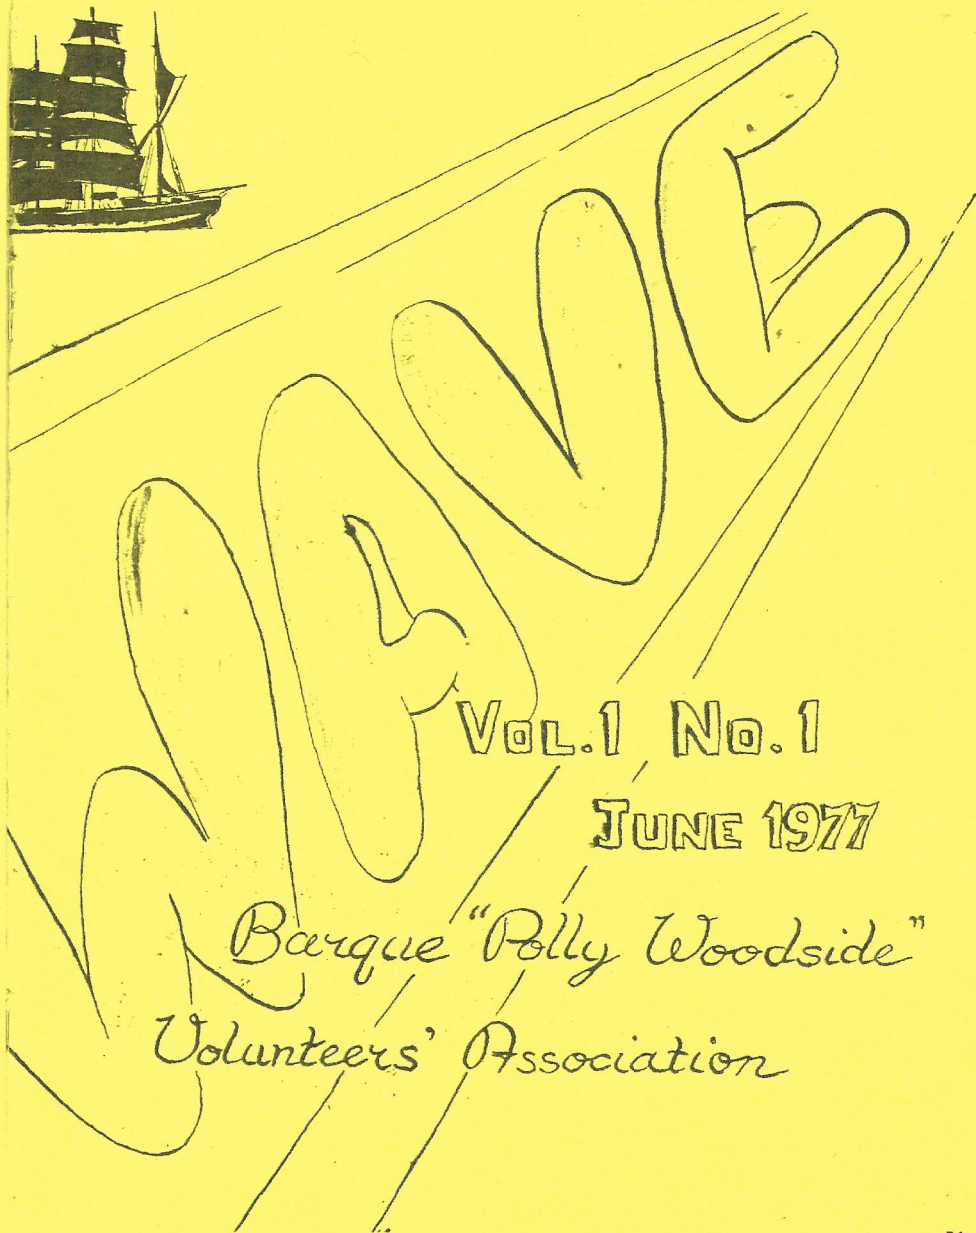 WAVE
VOL.1 NO.1
JUNE 1977
Barque "Polly Woodside"
Volunteers' Association